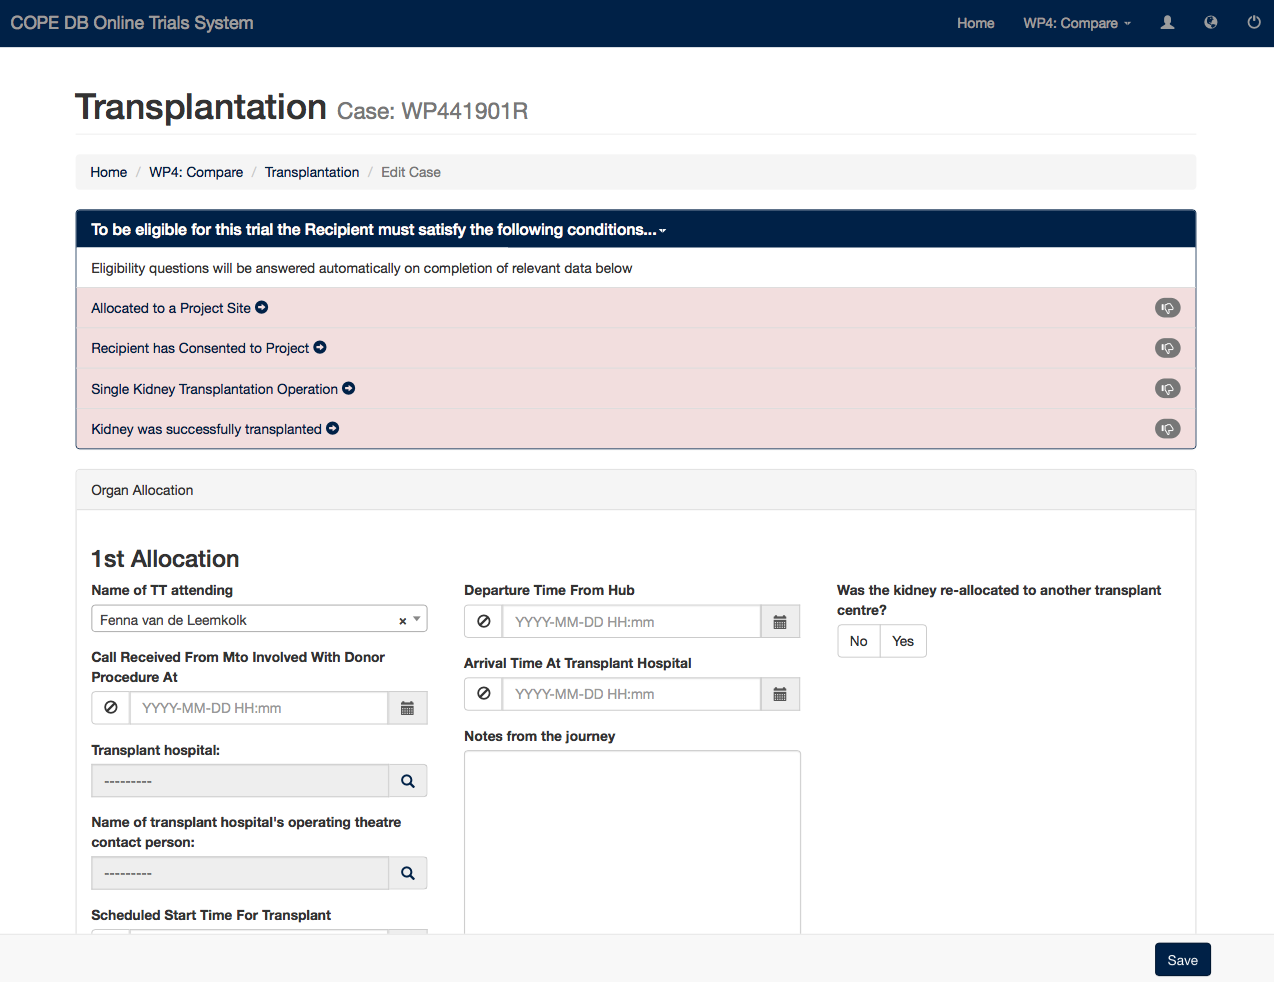 COPE DB Online Trials System
Home
WP4: Compare
Transplantation Case: WP441901R
Home / WP4: Compare / Transplantation / Edit Case
To be eligible for this trial the Recipient must satisfy the following conditions...
Eligibility questions will be answered automatically on completion of relevant data below
Allocated to a Project Site
Recipient has Consented to Project
Single Kidney Transplantation Operation
Kidney was successfully transplanted
Organ Allocation
1st Allocation
Name of TT attending
Fenna van de Leemkolk ×
Call Received From Mto Involved With Donor
Procedure At
YYYY-MM-DD HH:mm
Transplant hospital:
---------
Name of transplant hospital's operating theatre
contact person:
---------
Scheduled Start Time For Transplant
Departure Time From Hub
YYYY-MM-DD HH:mm
Arrival Time At Transplant Hospital
YYYY-MM-DD HH:mm
Notes from the journey
Was the kidney re-allocated to another transplant
centre?
No Yes
Save